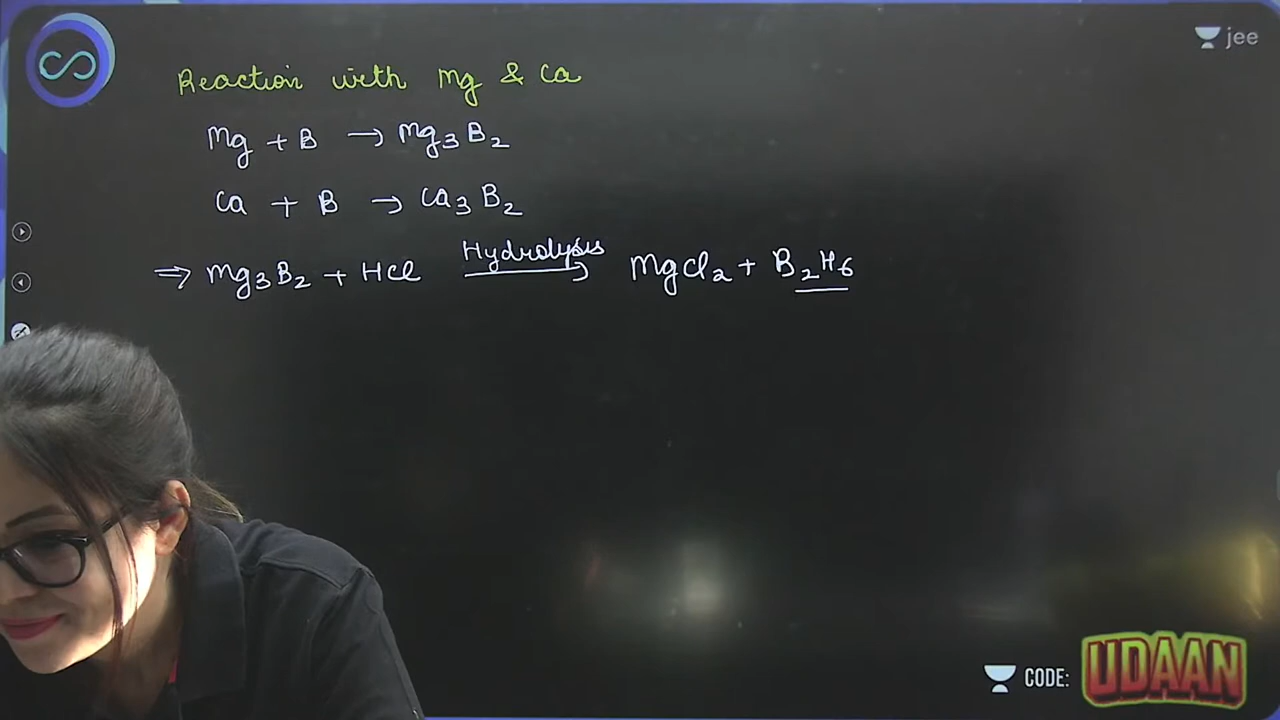 jee
Reaction with Mg & Ca
Mg + B → Mg₃B₂
Ca + B → Ca₃B₂
⇒ Mg₃B₂ + HCl Hydrolysis → MgCl₂ + B₂H₆
CODE: UDAAN